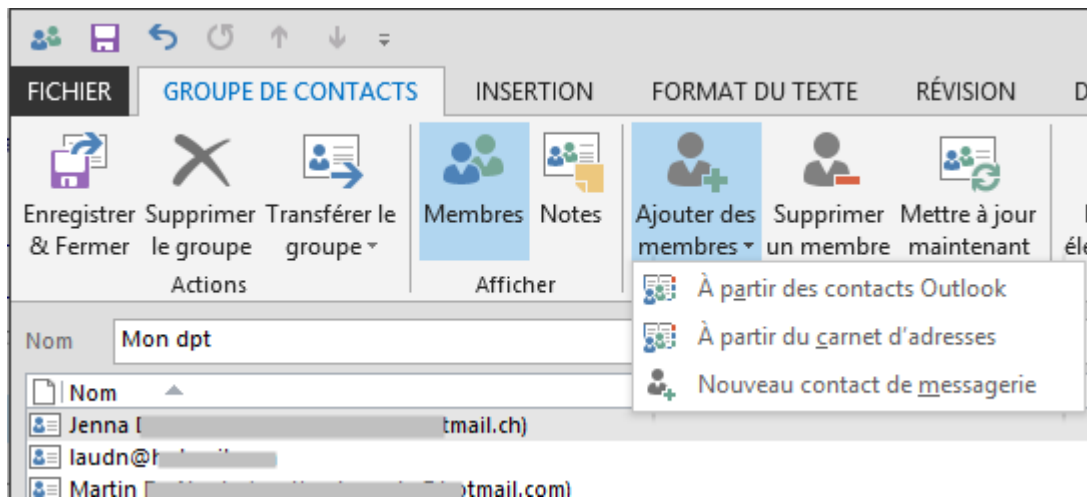 FICHIER GROUPE DE CONTACTS INSERTION FORMAT DU TEXTE RÉVISION
Enregistrer Supprimer Transférer le Membres Notes Ajouter des Supprimer Mettre à jour
& Fermer le groupe groupe membres un membre maintenant
Actions Afficher
À partir des contacts Outlook
À partir du carnet d'adresses
Nouveau contact de messagerie
Nom Mon dpt
Nom
Jenna tmail.ch)
laudn@h
Martin otmail.com)